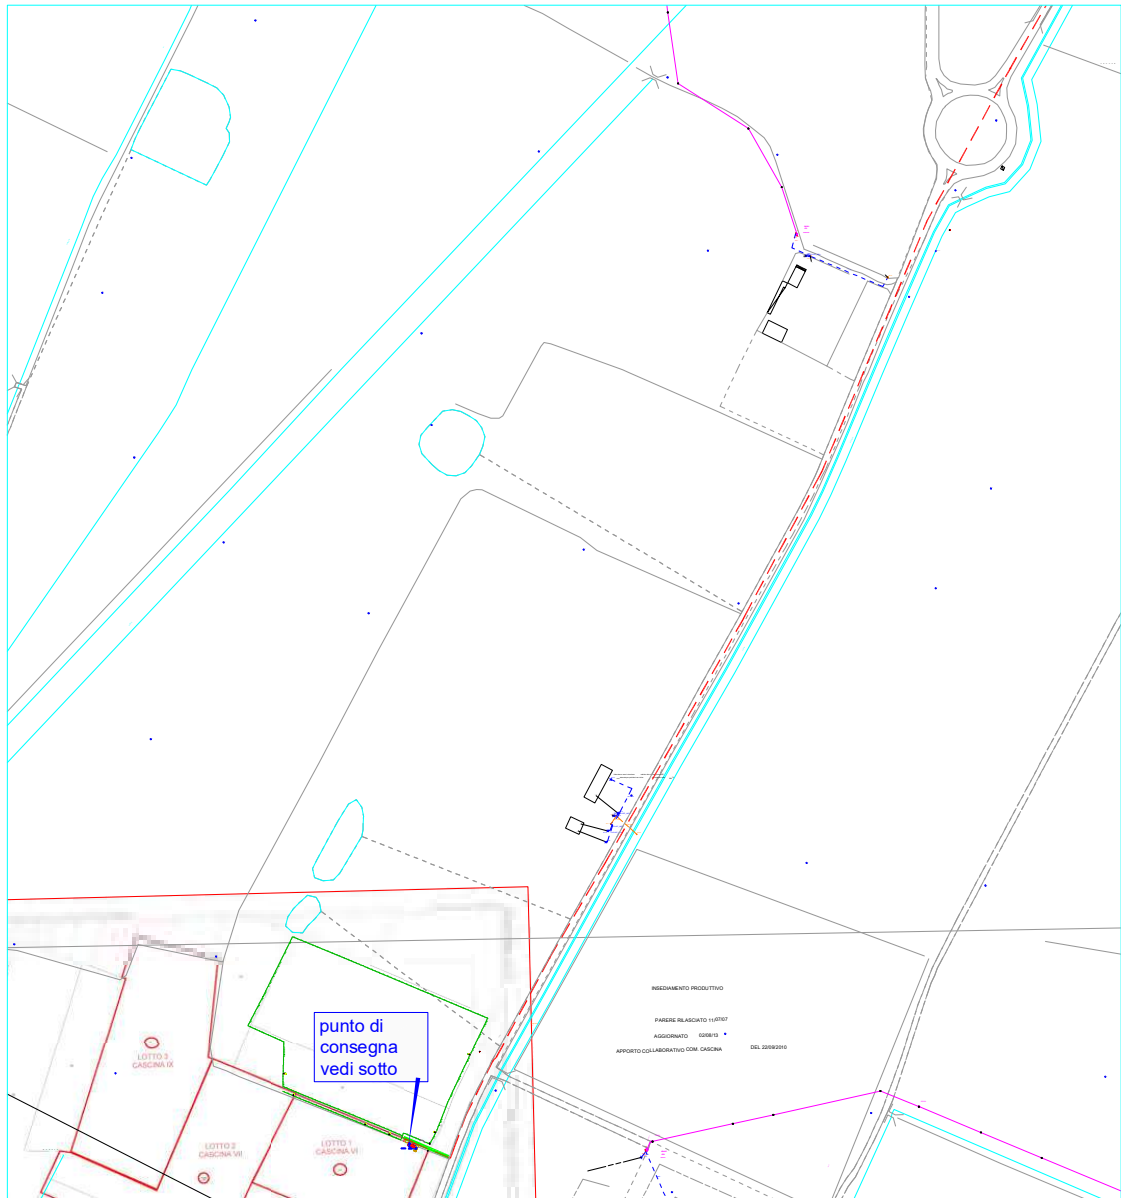 INSEDIAMENTO PRODUTTIVO
PARERE RILASCIATO 11/07/07
AGGIORNATO 02/08/13
APPORTO COLLABORATIVO COM. CASCINA DEL 22/09/2010
punto di
consegna
vedi sotto
LOTTO 3
CASCINA IX
LOTTO 2
CASCINA VII
LOTTO 1
CASCINA VI